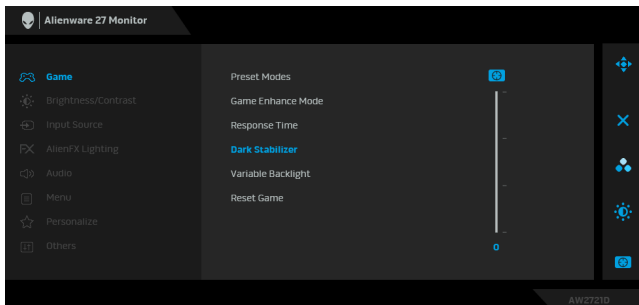 Alienware 27 Monitor
Game
Brightness/Contrast
Input Source
AlienFX Lighting
Audio
Menu
Personalize
Others
Preset Modes
Game Enhance Mode
Response Time
Dark Stabilizer
Variable Backlight
Reset Game
0
AW2721D